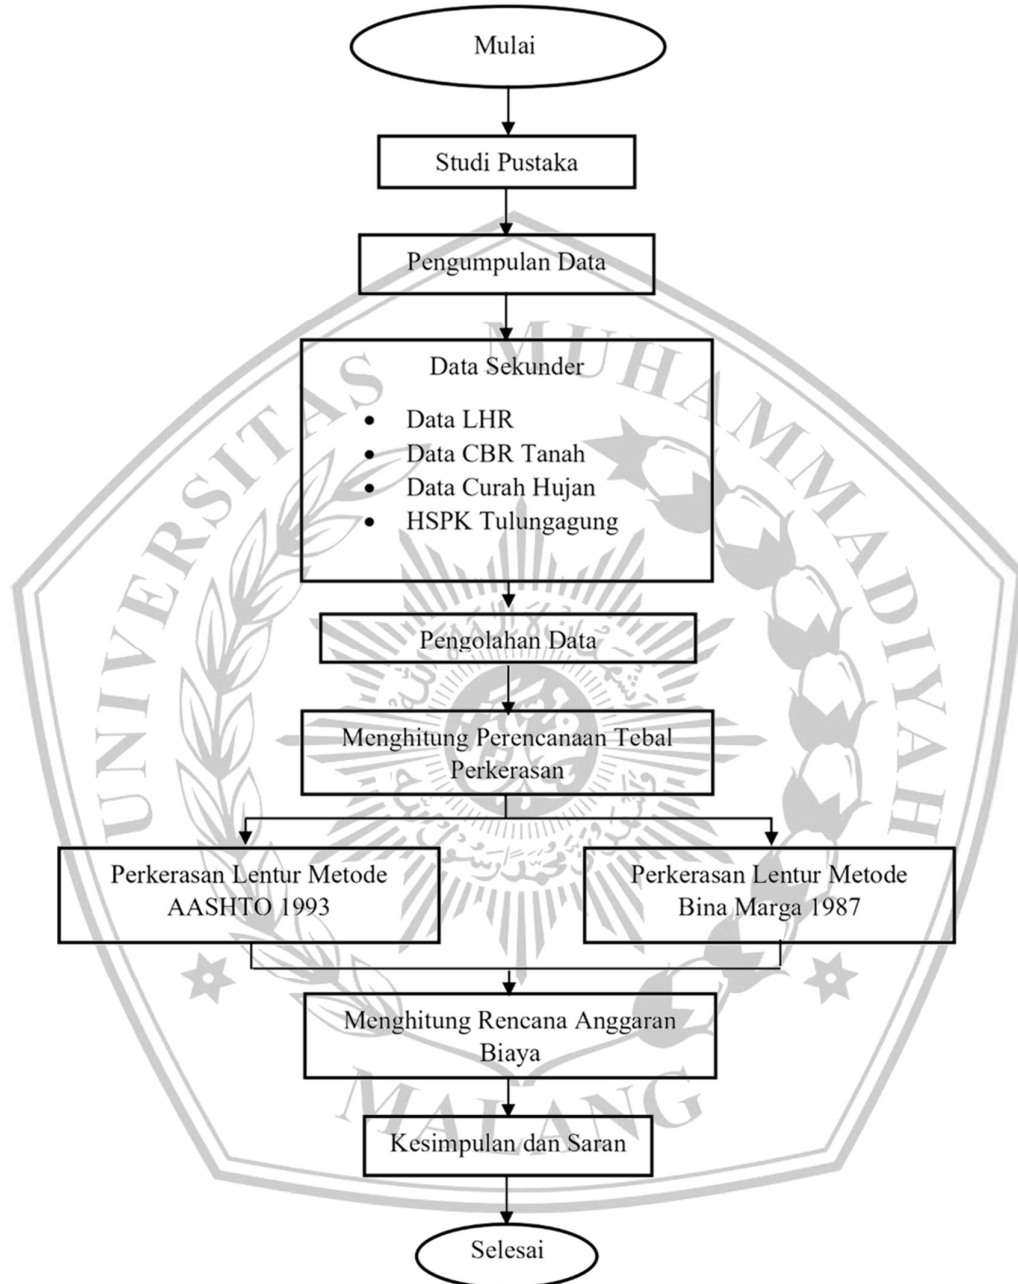 Mulai
Studi Pustaka
Pengumpulan Data
Data Sekunder
• Data LHR
• Data CBR Tanah
• Data Curah Hujan
• HSPK Tulungagung
Pengolahan Data
Menghitung Perencanaan Tebal
Perkerasan
Perkerasan Lentur Metode
AASHTO 1993
Perkerasan Lentur Metode
Bina Marga 1987
Menghitung Rencana Anggaran
Biaya
Kesimpulan dan Saran
Selesai
UNIVERSITAS MUHAMMADIYAH
MALANG